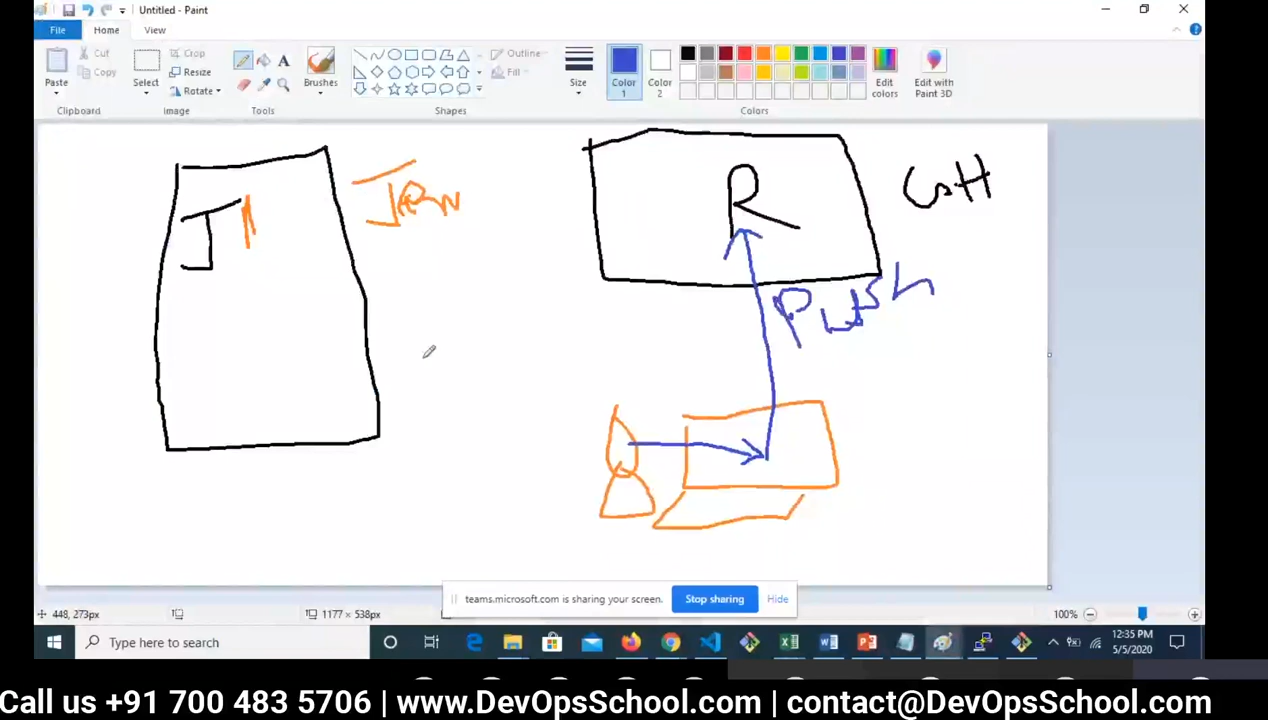 Untitled - Paint
File Home View
Paste
Cut
Copy
Clipboard
Select
Crop
Resize
Rotate
Image
Tools
Brushes
Outline
Fill
Shapes
Size
Color 1
Color 2
Edit colors
Edit with Paint 3D
Colors
J
R
Push
teams.microsoft.com is sharing your screen.
Stop sharing
Hide
448, 273px
1177 × 538px
100%
Type here to search
12:35 PM
5/5/2020
Call us +91 700 483 5706 | www.DevOpsSchool.com | contact@DevOpsSchool.com